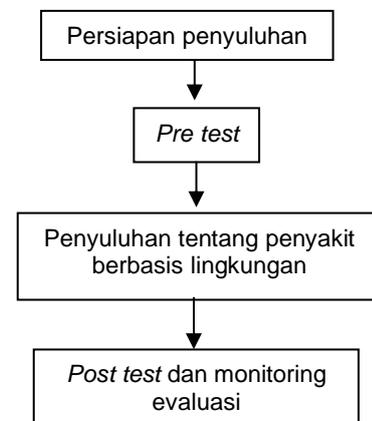 Persiapan penyuluhan
Pre test
Penyuluhan tentang penyakit
berbasis lingkungan
Post test dan monitoring
evaluasi